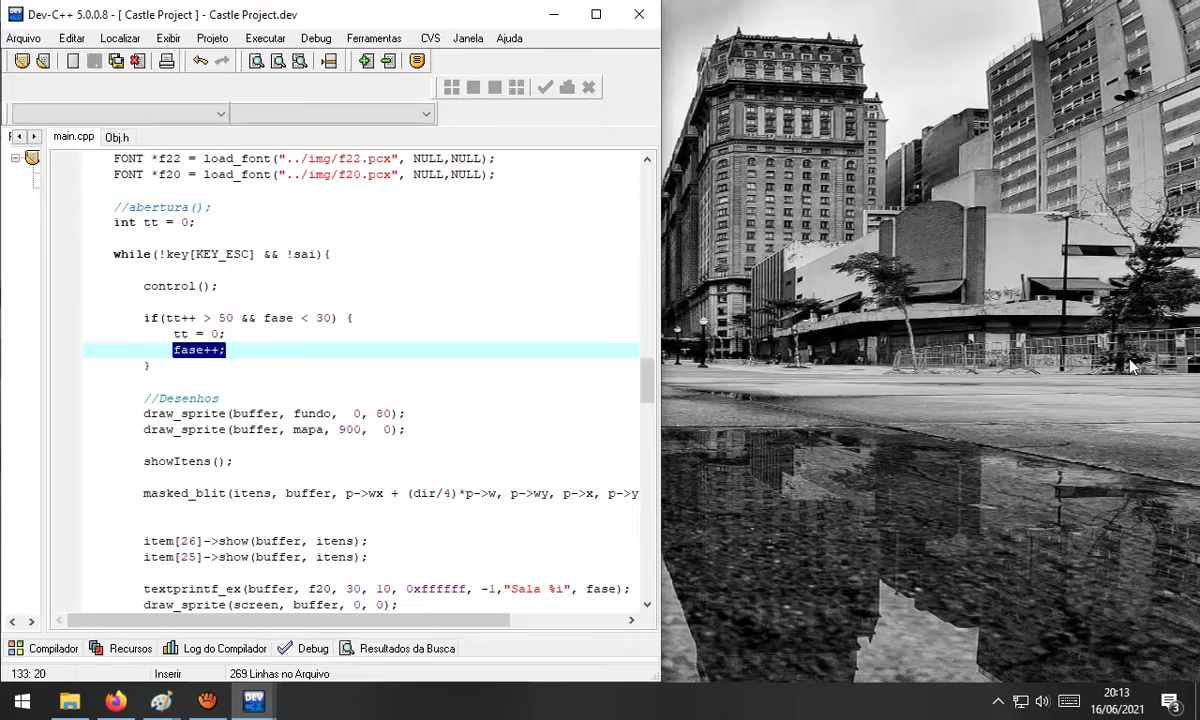 Dev-C++ 5.0.0.8 - [ Castle Project ] - Castle Project.dev
Arquivo Editar Localizar Exibir Projeto Executar Debug Ferramentas CVS Janela Ajuda
main.cpp Obj.h
FONT *f22 = load_font("../img/f22.pcx", NULL,NULL);
FONT *f20 = load_font("../img/f20.pcx", NULL,NULL);
//abertura();
int tt = 0;
while(!key[KEY_ESC] && !sai){
control();
if(tt++ > 50 && fase < 30) {
tt = 0;
fase++;
}
//Desenhos
draw_sprite(buffer, fundo, 0, 80);
draw_sprite(buffer, mapa, 900, 0);
showItens();
masked_blit(itens, buffer, p->wx + (dir/4)*p->w, p->wy, p->x, p->y
item[26]->show(buffer, itens);
item[25]->show(buffer, itens);
textprintf_ex(buffer, f20, 30, 10, 0xffffff, -1,"Sala %i", fase);
draw_sprite(screen, buffer, 0, 0);
Compilador Recursos Log do Compilador Debug Resultados da Busca
133: 20 Inserir 269 Linhas no Arquivo
DEV
20:13
16/06/2021
3